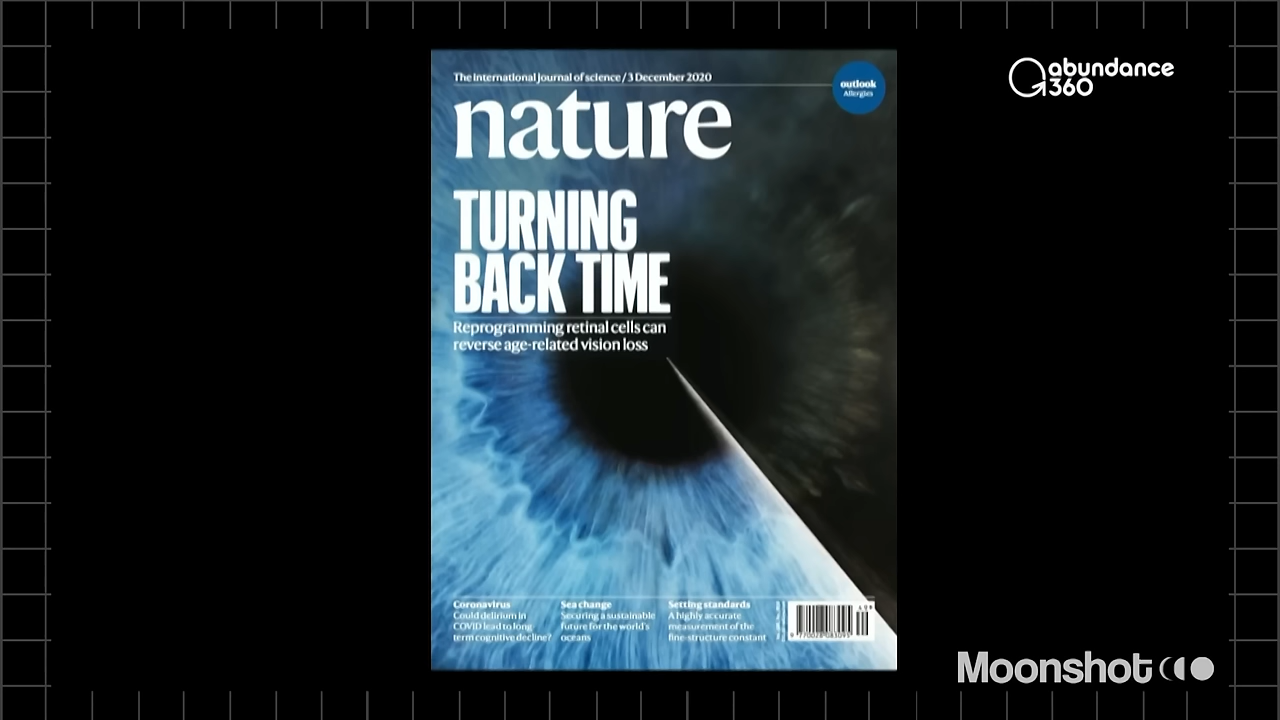 The international journal of science / 3 December 2020
outlook
Allergies
nature
TURNING
BACK TIME
Reprogramming retinal cells can
reverse age-related vision loss
Coronavirus
Could delirium in
COVID lead to long
term cognitive decline?
Sea change
Securing a sustainable
future for the world's
oceans
Setting standards
A highly accurate
measurement of the
fine-structure constant
abundance
360
Moonshot